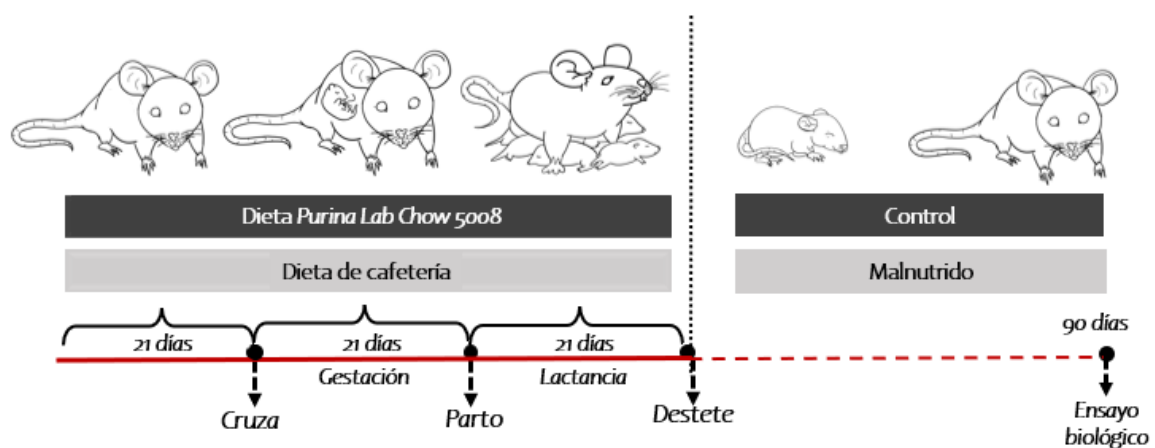 Dieta Purina Lab Chow 5008
Control
Dieta de cafetería
Malnutrido
21 días
21 días
21 días
90 días
Gestación
Lactancia
Cruza
Parto
Destete
Ensayo
biológico